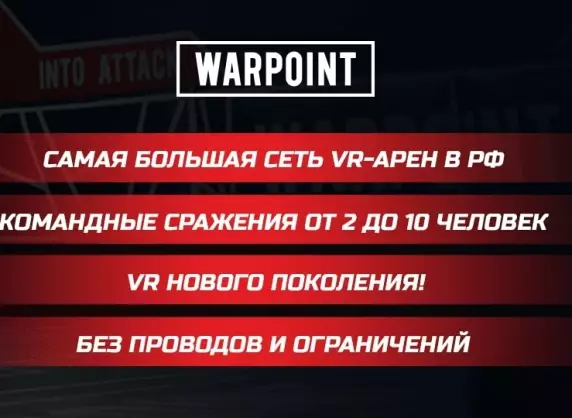 INTO ATTACK
WARPOINT
САМАЯ БОЛЬШАЯ СЕТЬ VR-АРЕН В РФ
КОМАНДНЫЕ СРАЖЕНИЯ ОТ 2 ДО 10 ЧЕЛОВЕК
VR НОВОГО ПОКОЛЕНИЯ!
БЕЗ ПРОВОДОВ И ОГРАНИЧЕНИЙ